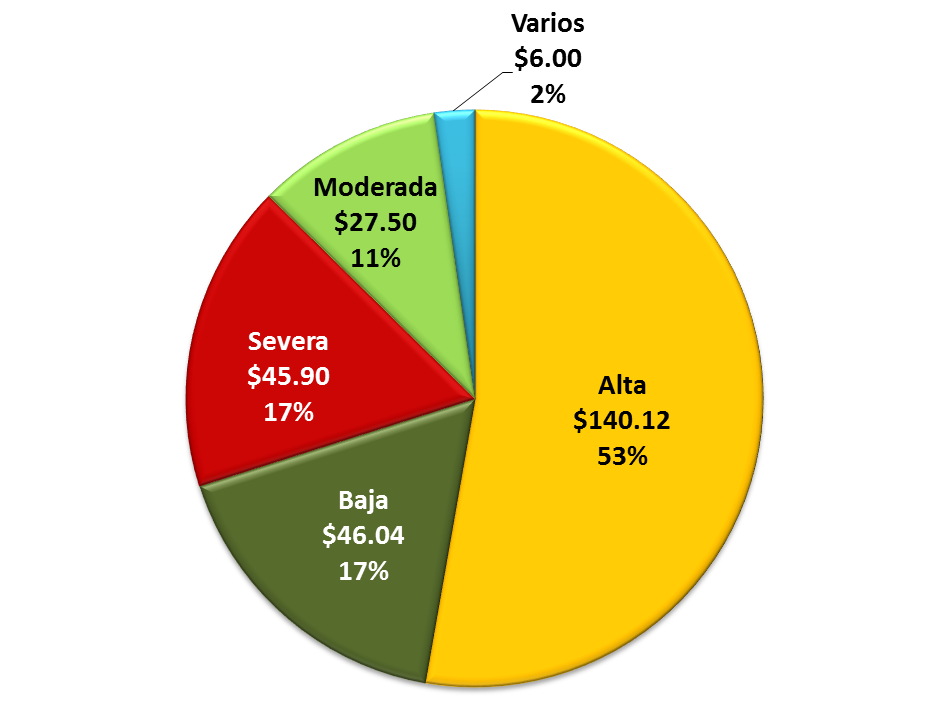 Varios
$6.00
2%
Moderada
$27.50
11%
Severa
$45.90
17%
Alta
$140.12
53%
Baja
$46.04
17%